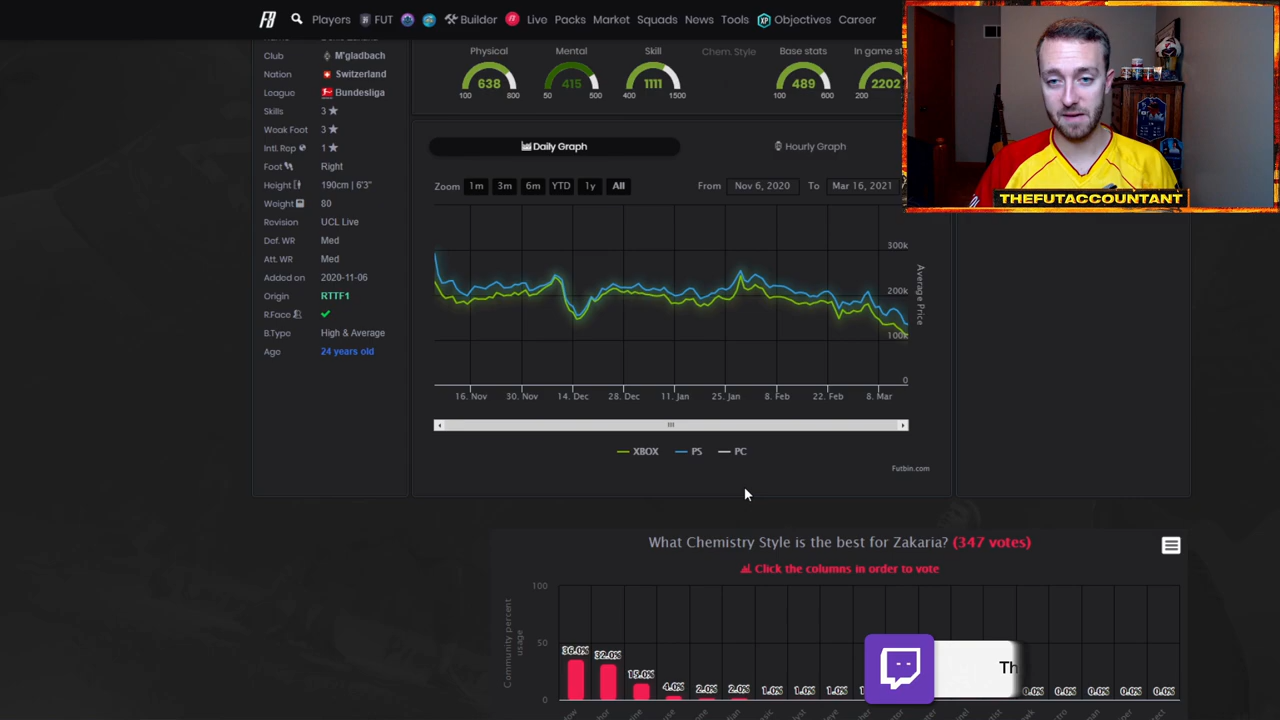 Players FUT Builder Live Packs Market Squads News Tools XP Objectives Career
Club M'gladbach
Nation Switzerland
League Bundesliga
Skills 3
Weak Foot 3
Intl. Rep 1
Foot Right
Height 190cm | 6'3"
Weight 80
Revision UCL Live
Def. WR Med
Att. WR Med
Added on 2020-11-06
Origin RTTF1
R.Face
B.Type High & Average
Age 24 years old
Physical Mental Skill Chem. Style Base stats In game st
638 415 1111 489 2202
100 800 50 500 400 1500 100 600 200
Daily Graph Hourly Graph
Zoom 1m 3m 6m YTD 1y All From Nov 6, 2020 To Mar 16, 2021
300k
200k
100k
0
Average Price
16. Nov 30. Nov 14. Dec 28. Dec 11. Jan 25. Jan 8. Feb 22. Feb 8. Mar
XBOX PS PC
Futbin.com
THEFUTACCOUNTANT
What Chemistry Style is the best for Zakaria? (347 votes)
Click the columns in order to vote
Community percent usage
100
50
0
36.0% 32.0% 15.0% 4.0% 2.0% 2.0% 1.0% 1.0% 1.0% 0.0% 0.0% 0.0% 0.0% 0.0%
Th